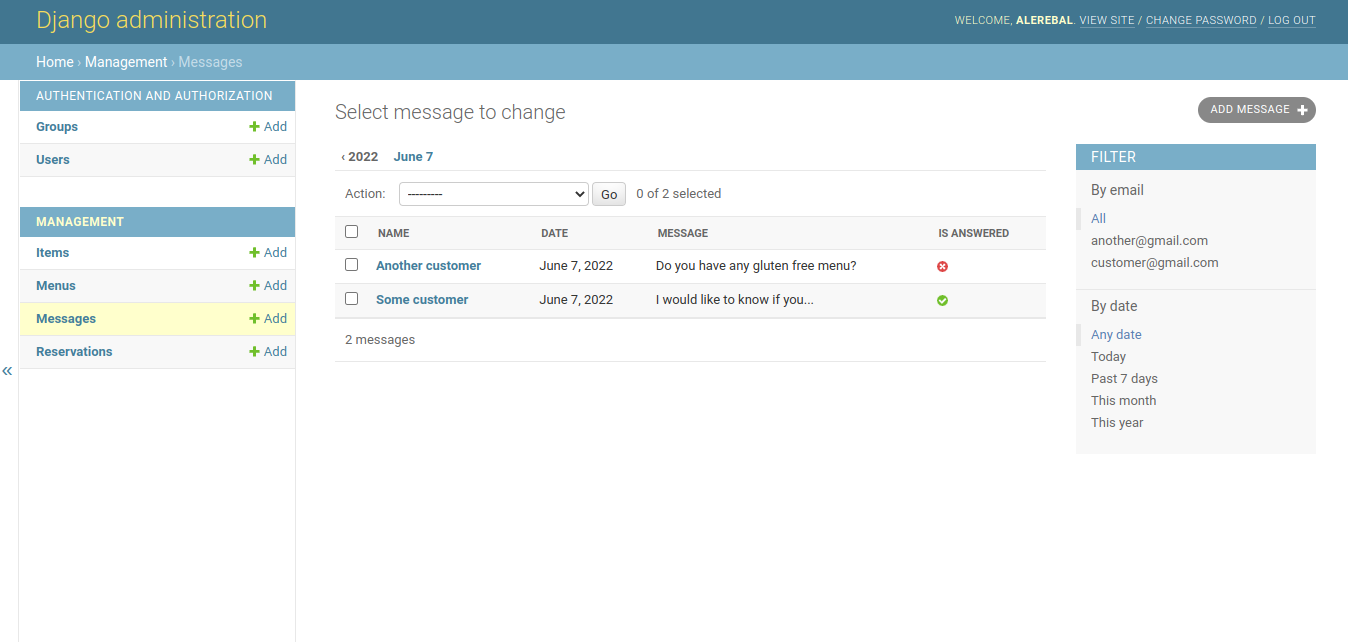 Django administration
WELCOME, ALEREBAL. VIEW SITE / CHANGE PASSWORD / LOG OUT
Home › Management › Messages
AUTHENTICATION AND AUTHORIZATION
Groups Add
Users Add
MANAGEMENT
Items Add
Menus Add
Messages Add
Reservations Add
«
Select message to change
ADD MESSAGE
‹ 2022 June 7
Action: --------- Go 0 of 2 selected
NAME DATE MESSAGE IS ANSWERED
Another customer June 7, 2022 Do you have any gluten free menu?
Some customer June 7, 2022 I would like to know if you...
2 messages
FILTER
By email
All
another@gmail.com
customer@gmail.com
By date
Any date
Today
Past 7 days
This month
This year